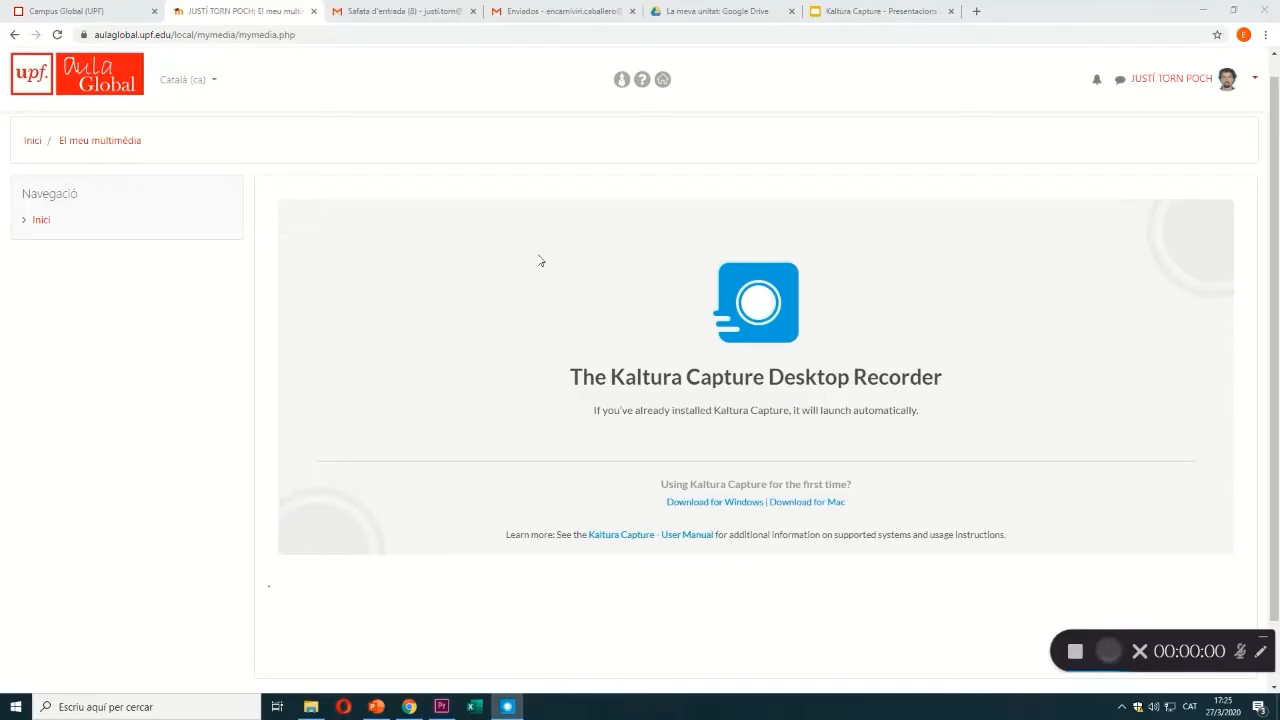 Campus Global (UPF)
JUSTÍ TORN POCH: El meu multi
Safata d'entrada (8) - justi.torn@
Enviados - encarniviri.caballero@
La meva unitat: Google Drive
Kaltura Capture - Presentacions
aulaglobal.upf.edu/local/mymedia/mymedia.php
E
upf.
aula Global
Català (ca)
JUSTÍ TORN POCH
Inici / El meu multimèdia
Navegació
Inici
The Kaltura Capture Desktop Recorder
If you've already installed Kaltura Capture, it will launch automatically.
Using Kaltura Capture for the first time?
Download for Windows | Download for Mac
Learn more: See the Kaltura Capture - User Manual for additional information on supported systems and usage instructions.
00:00:00
Escriu aquí per cercar
CAT
17:25
27/3/2020